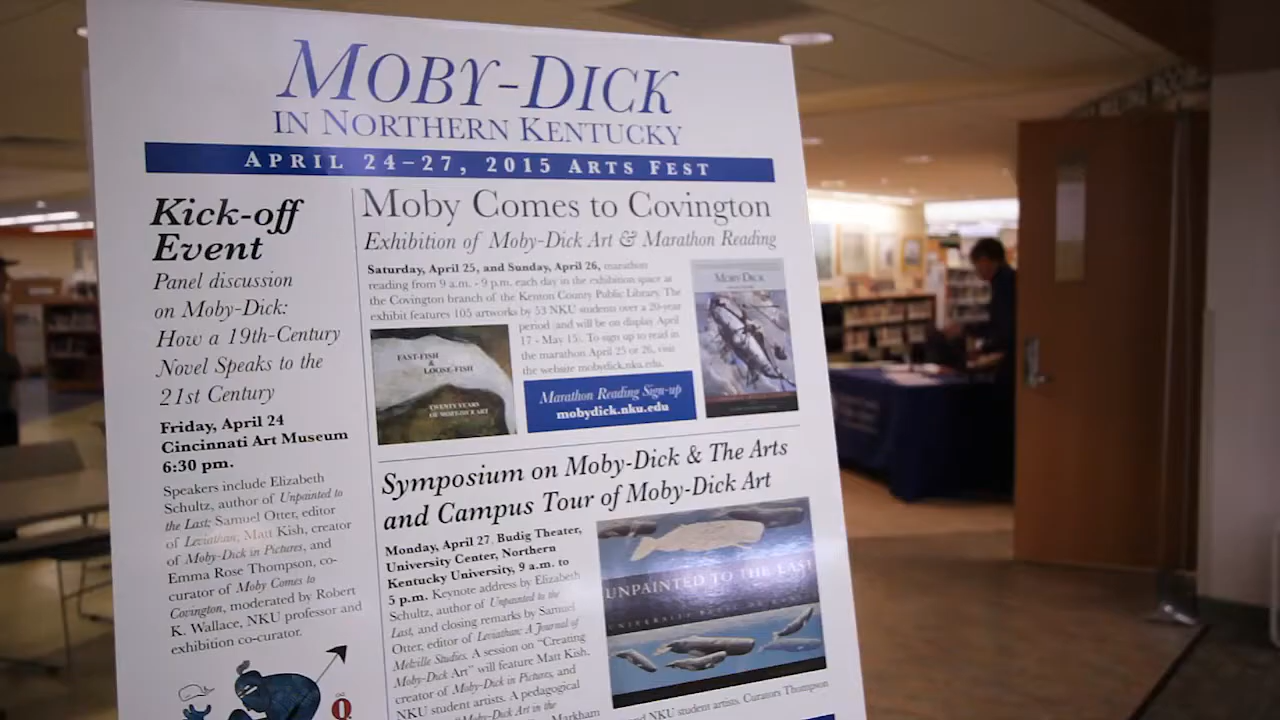 MOBY-DICK
IN NORTHERN KENTUCKY
APRIL 24-27, 2015 ARTS FEST
Kick-off
Event
Panel discussion
on Moby-Dick:
How a 19th-Century
Novel Speaks to the
21st Century
Friday, April 24
Cincinnati Art Museum
6:30 pm.
Speakers include Elizabeth
Schultz, author of Unpainted to
the Last; Samuel Otter, editor
of Leviathan; Matt Kish, creator
of Moby-Dick in Pictures, and
Emma Rose Thompson, co-
curator of Moby Comes to
Covington, moderated by Robert
K. Wallace, NKU professor and
exhibition co-curator.
Q
Moby Comes to Covington
Exhibition of Moby-Dick Art & Marathon Reading
Saturday, April 25, and Sunday, April 26, marathon
reading from 9 a.m. - 9 p.m. each day in the exhibition space at
the Covington branch of the Kenton County Public Library. The
exhibit features 105 artworks by 53 NKU students over a 20-year
period and will be on display April
17 - May 15. To sign up to read in
the marathon April 25 or 26, visit
the website mobydick.nku.edu.
FAST-FISH
&
LOOSE-FISH
TWENTY YEARS
OF MOBY-DICK ART
Marathon Reading Sign-up
mobydick.nku.edu
MOBY DICK
Symposium on Moby-Dick & The Arts
and Campus Tour of Moby-Dick Art
Monday, April 27, Budig Theater,
University Center, Northern
Kentucky University, 9 a.m. to
5 p.m. Keynote address by Elizabeth
Schultz, author of Unpainted to the
Last, and closing remarks by Samuel
Otter, editor of Leviathan: A Journal of
Melville Studies. A session on "Creating
Moby-Dick Art" will feature Matt Kish,
creator of Moby-Dick in Pictures, and
NKU student artists. A pedagogical
Moby-Dick Art in the
Markham
and NKU student artists. Curators Thompson
UNPAINTED TO THE LAST